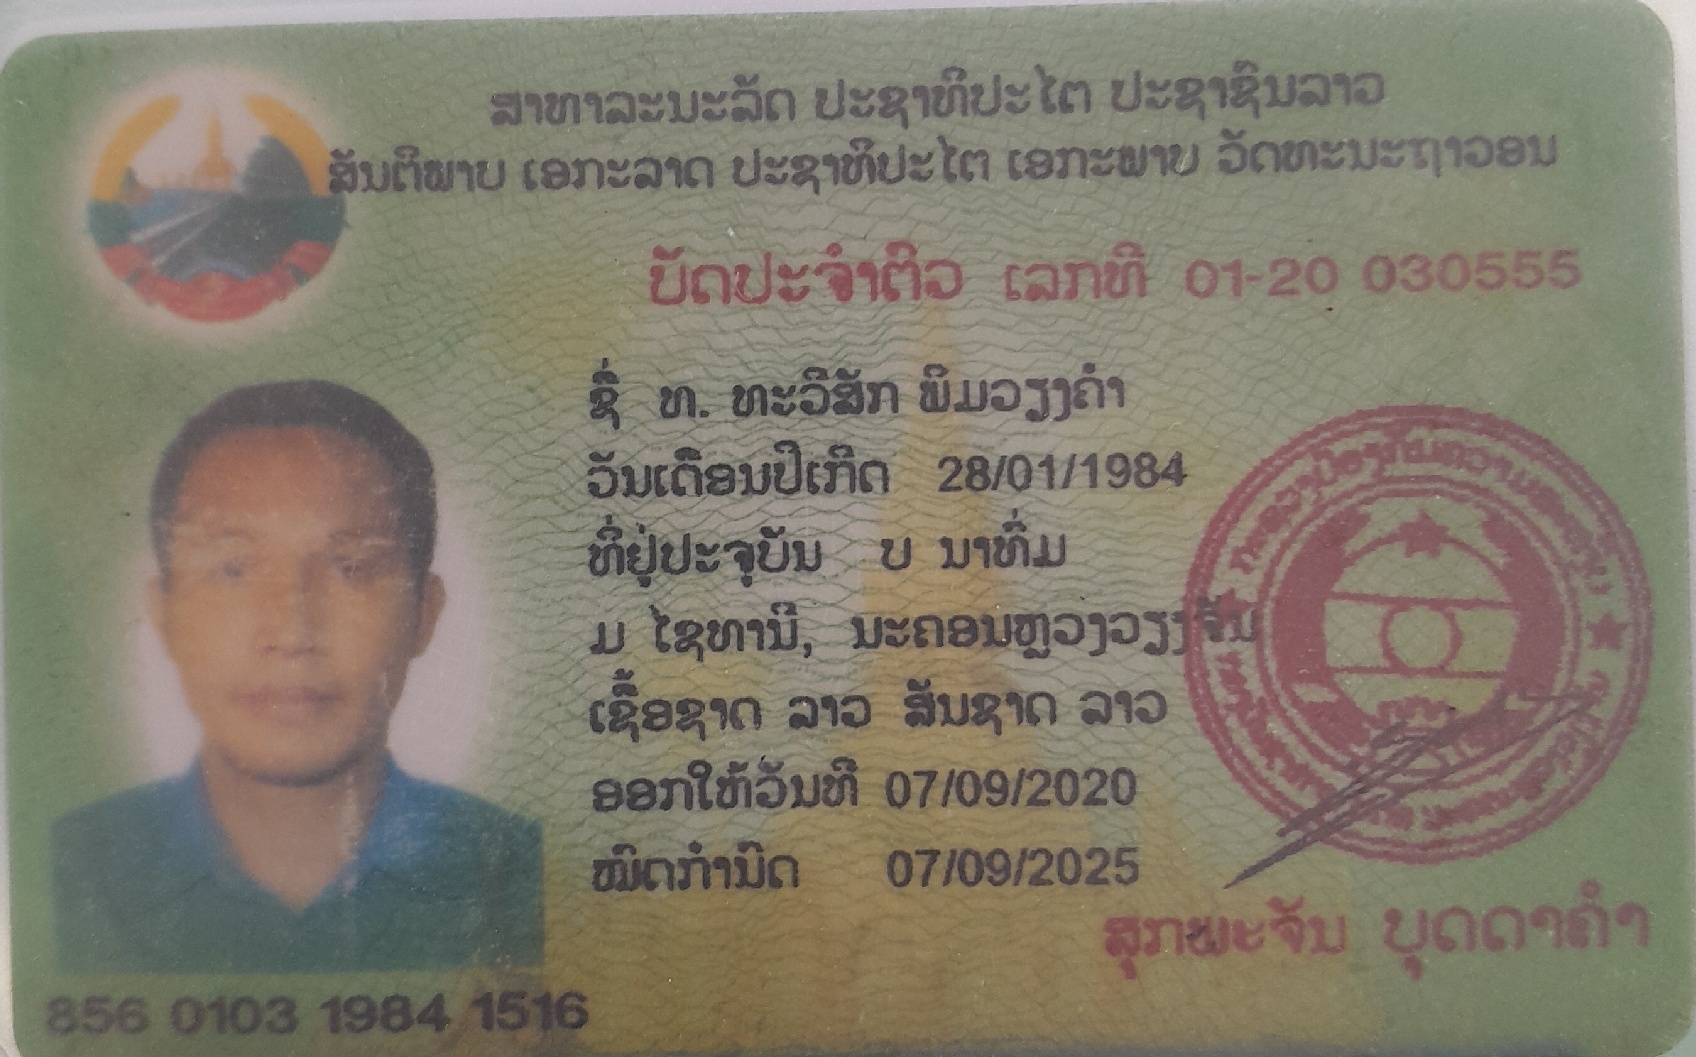 ສາທາລະນະລັດ ປະຊາທິປະໄຕ ປະຊາຊົນລາວ
ສັນຕິພາບ ເອກະລາດ ປະຊາທິປະໄຕ ເອກະພາບ ວັດທະນະຖາວອນ
ບັດປະຈຳຕົວ ເລກທີ 01-20 030555
ຊື່ ທ. ທະວີສັກ ພິມວຽງຄຳ
ວັນເດືອນປີເກີດ 28/01/1984
ທີ່ຢູ່ປະຈຸບັນ ບ ນາທົ່ມ
ມ ໄຊທານີ, ນະຄອນຫຼວງວຽງຈັນ
ເຊື້ອຊາດ ລາວ ສັນຊາດ ລາວ
ອອກໃຫ້ວັນທີ 07/09/2020
ໝົດກຳນົດ 07/09/2025
ສຸກພະຈັນ ບຸດດາຄຳ
856 0103 1984 1516